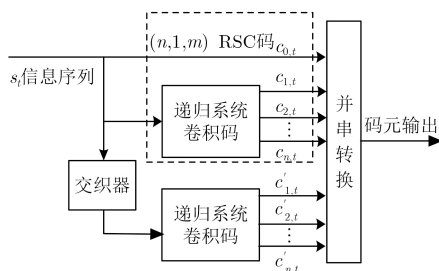 (n,1,m) RSC码
c0,t
st信息序列
c1,t
c2,t
⋮
cn,t
递归系统
卷积码
并串转换
码元输出
交织器
递归系统
卷积码
c'1,t
c'2,t
⋮
c'n,t